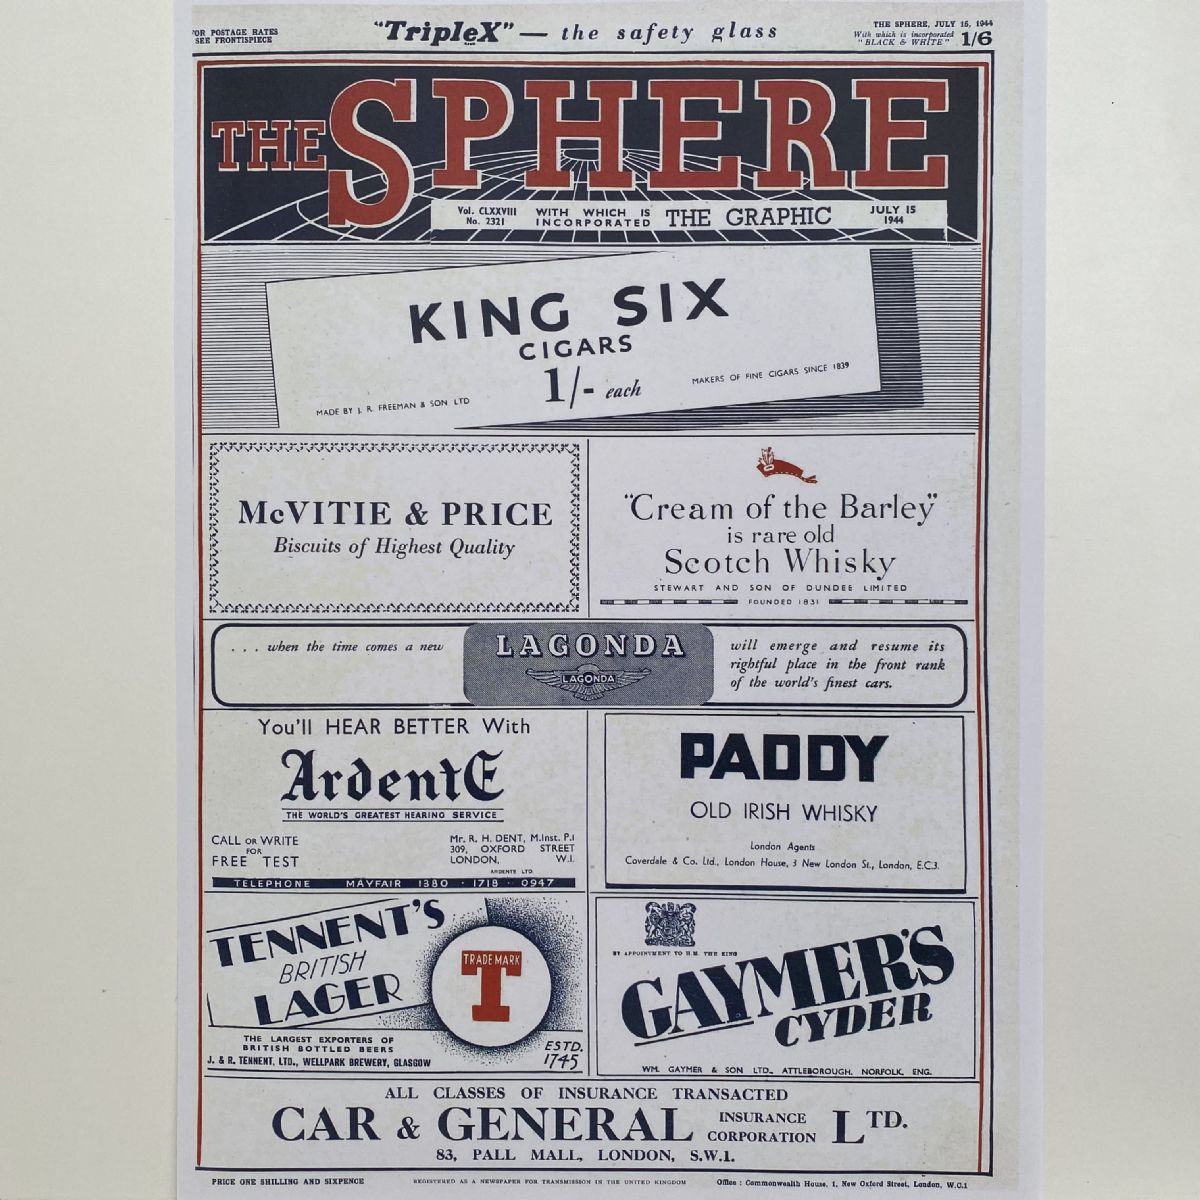 FOR POSTAGE RATES
SEE FRONTISPIECE
"TripleX" — the safety glass
THE SPHERE, JULY 15, 1944
With which is incorporated
"BLACK & WHITE"
1/6
THE SPHERE
Vol. CLXXVIII
No. 2321
WITH WHICH IS
INCORPORATED
THE GRAPHIC
JULY 15
1944
KING SIX
CIGARS
1/- each
MADE BY J. R. FREEMAN & SON LTD
MAKERS OF FINE CIGARS SINCE 1839
McVITIE & PRICE
Biscuits of Highest Quality
"Cream of the Barley"
is rare old
Scotch Whisky
STEWART AND SON OF DUNDEE LIMITED
FOUNDED 1831
. . . when the time comes a new
LAGONDA
LAGONDA
will emerge and resume its
rightful place in the front rank
of the world's finest cars.
You'll HEAR BETTER With
ArdentE
THE WORLD'S GREATEST HEARING SERVICE
CALL OR WRITE
FOR
FREE TEST
Mr. R. H. DENT, M.Inst. P.I
309, OXFORD STREET
LONDON, W.I.
ARDENTE LTD.
TELEPHONE MAYFAIR 1380 · 1718 · 0947
PADDY
OLD IRISH WHISKY
London Agents
Coverdale & Co. Ltd., London House, 3 New London St., London, E.C.3.
TENNENT'S
BRITISH
LAGER
TRADE MARK
T
THE LARGEST EXPORTERS OF
BRITISH BOTTLED BEERS
J. & R. TENNENT, LTD., WELLPARK BREWERY, GLASGOW
ESTD.
1745
BY APPOINTMENT TO H.M. THE KING
GAYMER'S
CYDER
WM. GAYMER & SON LTD., ATTLEBOROUGH, NORFOLK, ENG.
ALL CLASSES OF INSURANCE TRANSACTED
CAR & GENERAL INSURANCE CORPORATION LTD.
83, PALL MALL, LONDON, S.W.1.
PRICE ONE SHILLING AND SIXPENCE
REGISTERED AS A NEWSPAPER FOR TRANSMISSION IN THE UNITED KINGDOM
Office : Commonwealth House, 1, New Oxford Street, London, W.C.1